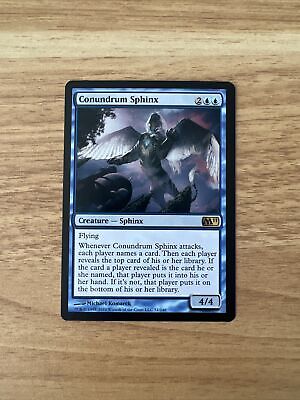 Conundrum Sphinx 2
Creature — Sphinx M11
Flying
Whenever Conundrum Sphinx attacks,
each player names a card. Then each player
reveals the top card of his or her library. If
the card a player revealed is the card he or
she named, that player puts it into his or
her hand. If it's not, that player puts it on
the bottom of his or her library.
Michael Komarck 4/4